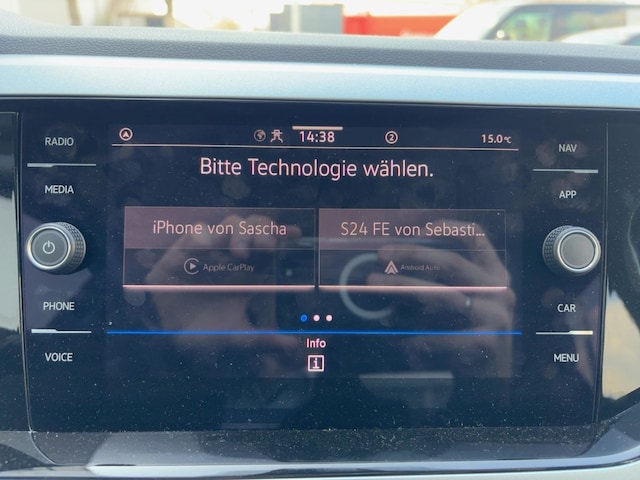 RADIO
MEDIA
PHONE
VOICE
14:38
2
15.0°C
Bitte Technologie wählen.
iPhone von Sascha
Apple CarPlay
S24 FE von Sebasti...
Android Auto
Info
i
NAV
APP
CAR
MENU